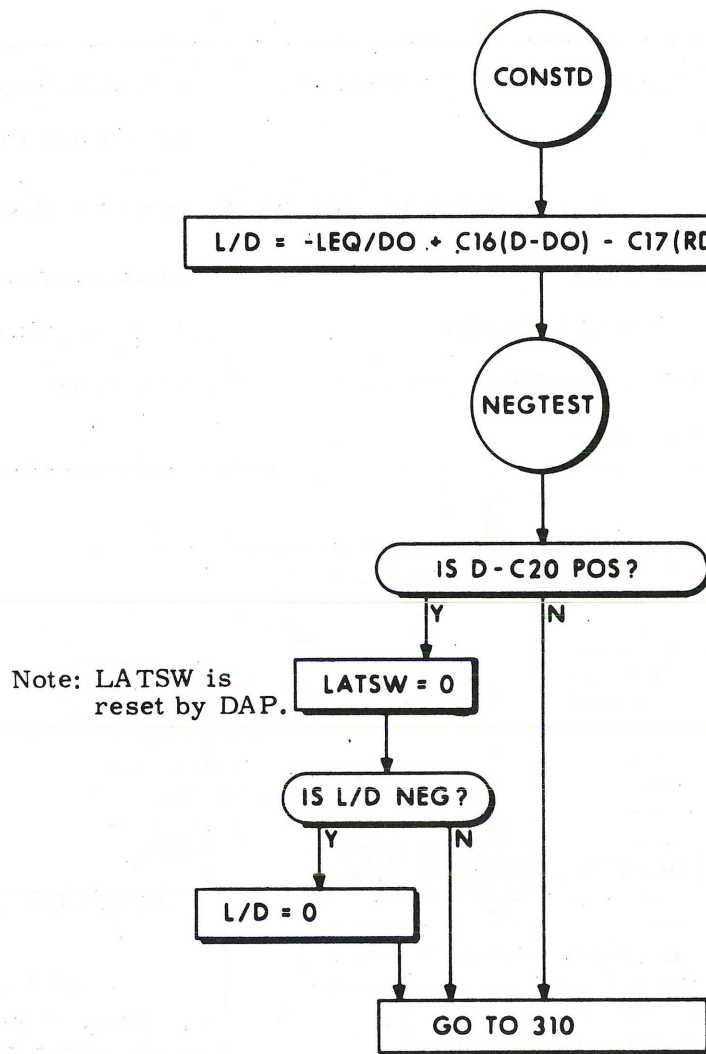 CONSTD
L/D = -LEQ/DO + C16(D-DO) - C17(RD
NEGTEST
IS D-C20 POS?
Y N
Note: LATSW is
reset by DAP.
LATSW = 0
IS L/D NEG?
Y N
L/D = 0
GO TO 310